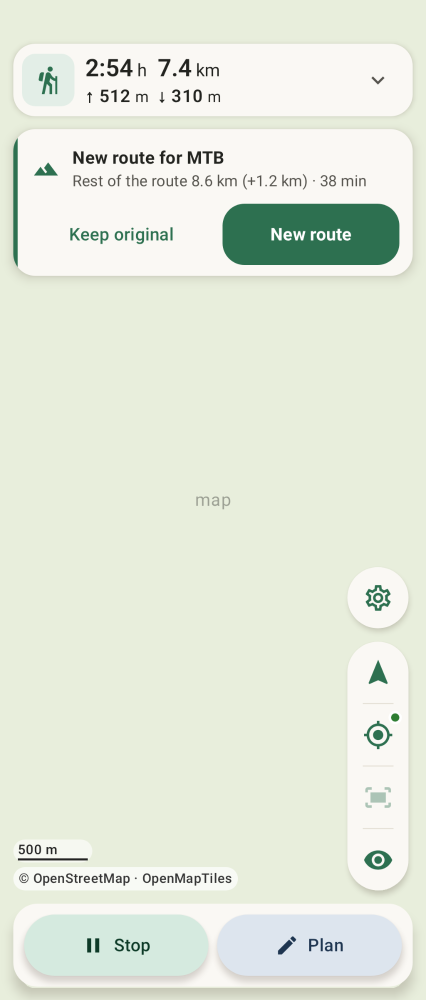 2:54 h 7.4 km
↑ 512 m ↓ 310 m
New route for MTB
Rest of the route 8.6 km (+1.2 km) · 38 min
Keep original
New route
map
500 m
© OpenStreetMap · OpenMapTiles
Stop
Plan